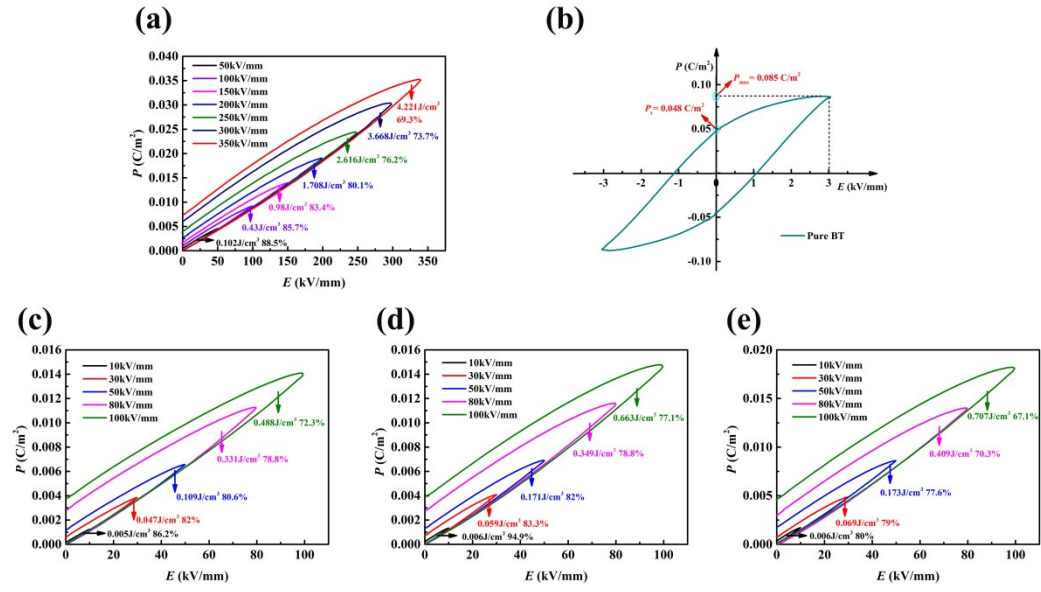 (a)
0.040
0.035
0.030
0.025
0.020
0.015
0.010
0.005
0.000
P (C/m²)
50kV/mm
100kV/mm
150kV/mm
200kV/mm
250kV/mm
300kV/mm
350kV/mm
4.221J/cm³
69.3%
3.668J/cm³ 73.7%
2.616J/cm³ 76.2%
1.708J/cm³ 80.1%
0.98J/cm³ 83.4%
0.43J/cm³ 85.7%
0.102J/cm³ 88.5%
0 50 100 150 200 250 300 350
E (kV/mm)
(b)
P (C/m²)
Pmax= 0.085 C/m²
0.10
Pr= 0.048 C/m²
0.05
-3 -2 -1 0 1 2 3
E (kV/mm)
-0.05
-0.10
Pure BT
(c)
0.016
0.014
0.012
0.010
0.008
0.006
0.004
0.002
0.000
P (C/m²)
10kV/mm
30kV/mm
50kV/mm
80kV/mm
100kV/mm
0.488J/cm³ 72.3%
0.331J/cm³ 78.8%
0.109J/cm³ 80.6%
0.047J/cm³ 82%
0.005J/cm³ 86.2%
0 20 40 60 80 100
E (kV/mm)
(d)
0.016
0.014
0.012
0.010
0.008
0.006
0.004
0.002
0.000
P (C/m²)
10kV/mm
30kV/mm
50kV/mm
80kV/mm
100kV/mm
0.663J/cm³ 77.1%
0.349J/cm³ 78.8%
0.171J/cm³ 82%
0.059J/cm³ 83.3%
0.006J/cm³ 94.9%
0 20 40 60 80 100
E (kV/mm)
(e)
0.020
0.015
0.010
0.005
0.000
P (C/m²)
10kV/mm
30kV/mm
50kV/mm
80kV/mm
100kV/mm
0.707J/cm³ 67.1%
0.409J/cm³ 70.3%
0.173J/cm³ 77.6%
0.069J/cm³ 79%
0.006J/cm³ 80%
0 20 40 60 80 100
E (kV/mm)